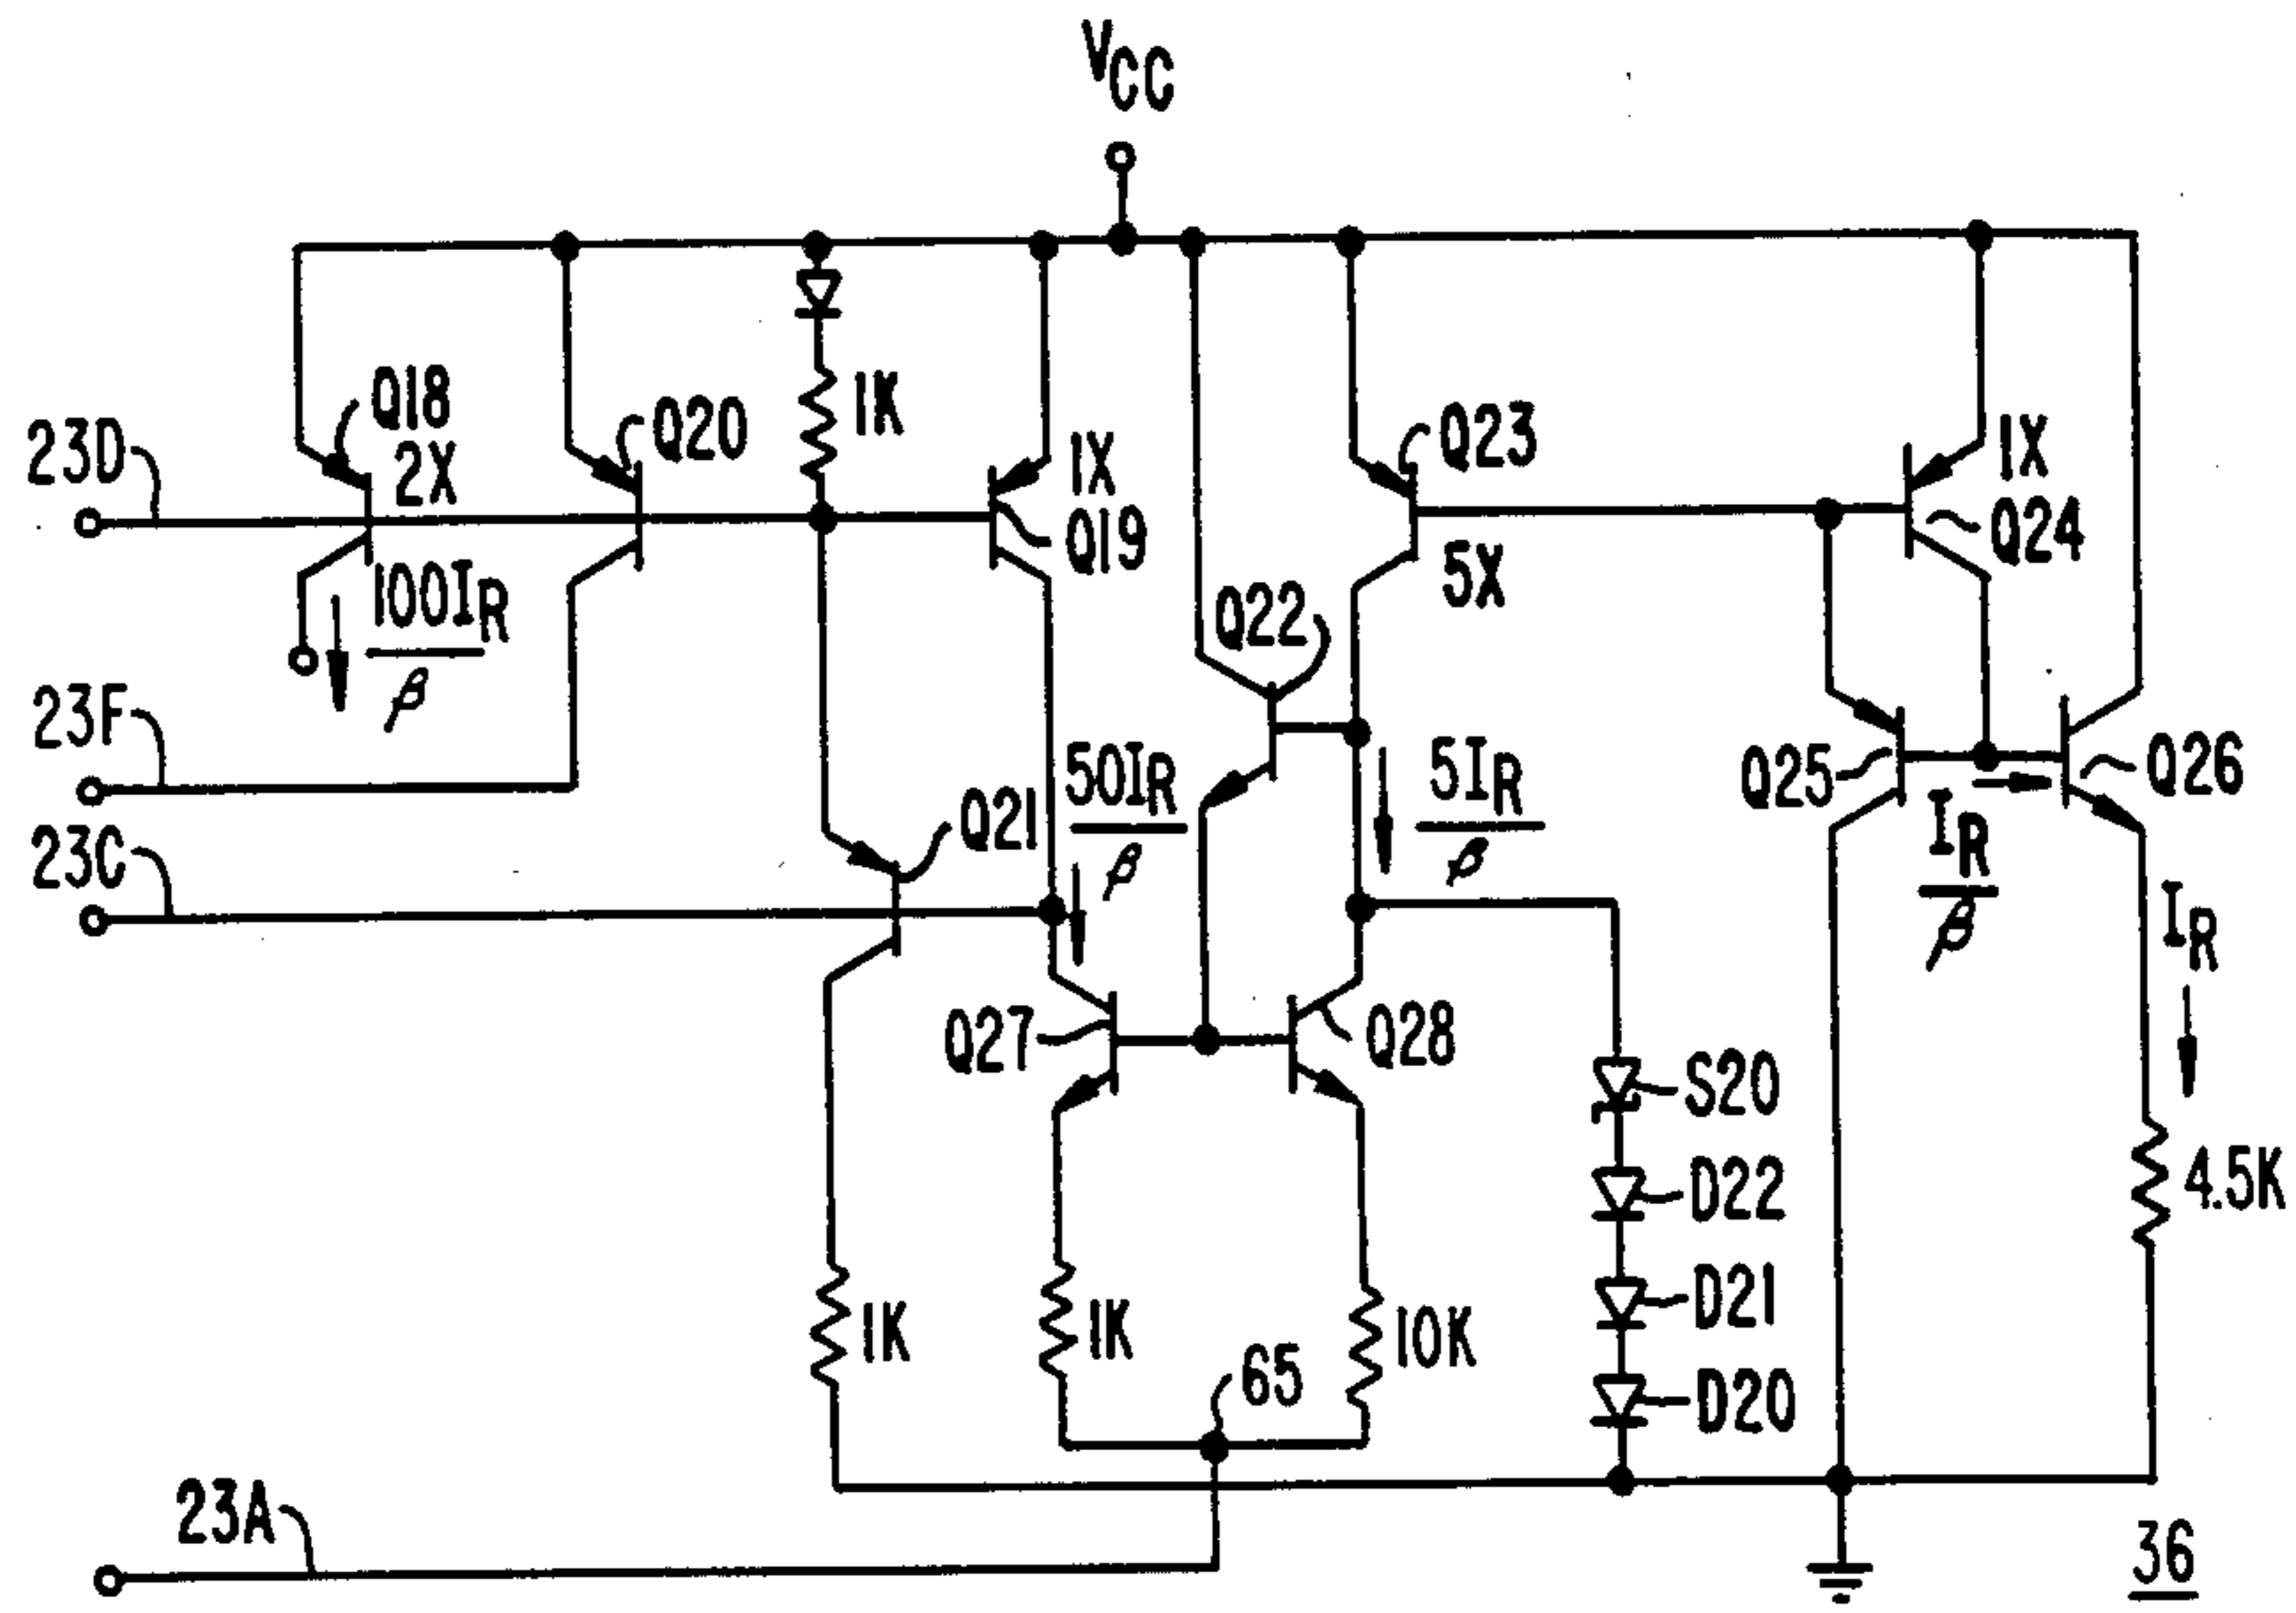 VCC
Q18
2X
Q20
1K
1X
Q19
Q23
5X
1X
Q24
23D
100IR
β
Q22
23F
Q21
50IR
β
5IR
β
Q25
IR
β
Q26
IR
23C
Q27
Q28
S20
D22
4.5K
1K
1K
10K
D21
65
D20
23A
36